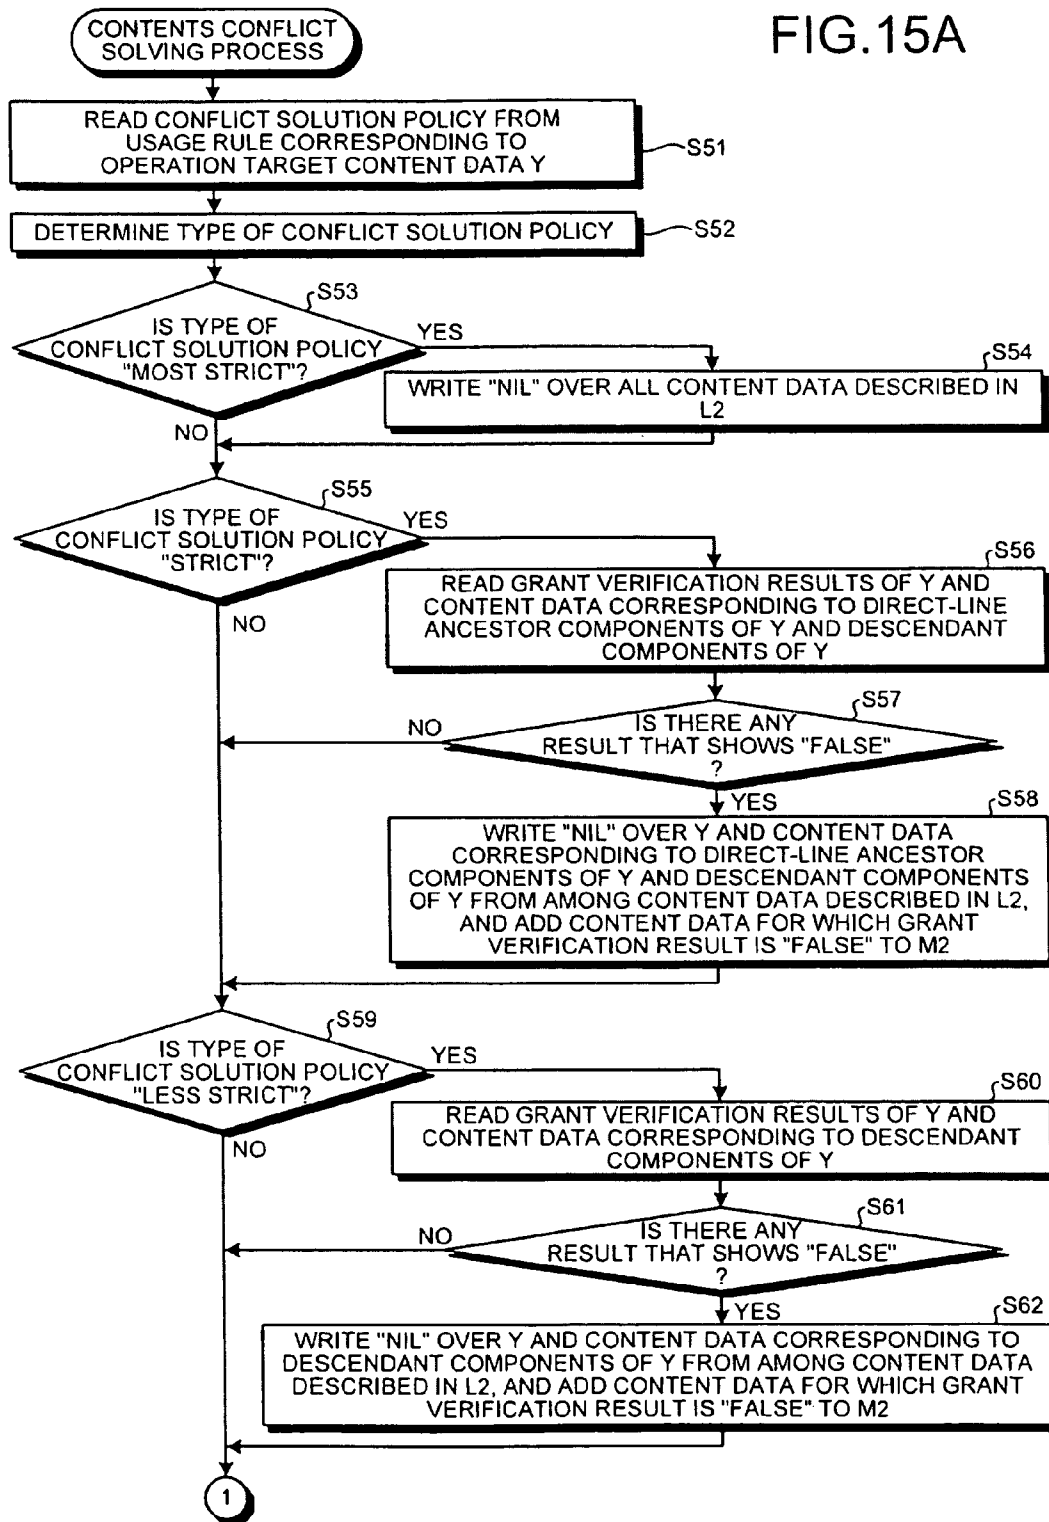 FIG.15A
CONTENTS CONFLICT
SOLVING PROCESS
READ CONFLICT SOLUTION POLICY FROM
USAGE RULE CORRESPONDING TO
OPERATION TARGET CONTENT DATA Y
S51
DETERMINE TYPE OF CONFLICT SOLUTION POLICY
S52
S53
IS TYPE OF
CONFLICT SOLUTION POLICY
"MOST STRICT"?
YES
NO
S54
WRITE "NIL" OVER ALL CONTENT DATA DESCRIBED IN
L2
S55
IS TYPE OF
CONFLICT SOLUTION POLICY
"STRICT"?
YES
NO
S56
READ GRANT VERIFICATION RESULTS OF Y AND
CONTENT DATA CORRESPONDING TO DIRECT-LINE
ANCESTOR COMPONENTS OF Y AND DESCENDANT
COMPONENTS OF Y
S57
IS THERE ANY
RESULT THAT SHOWS "FALSE"
?
NO
YES
S58
WRITE "NIL" OVER Y AND CONTENT DATA
CORRESPONDING TO DIRECT-LINE ANCESTOR
COMPONENTS OF Y AND DESCENDANT COMPONENTS
OF Y FROM AMONG CONTENT DATA DESCRIBED IN L2,
AND ADD CONTENT DATA FOR WHICH GRANT
VERIFICATION RESULT IS "FALSE" TO M2
S59
IS TYPE OF
CONFLICT SOLUTION POLICY
"LESS STRICT"?
YES
NO
S60
READ GRANT VERIFICATION RESULTS OF Y AND
CONTENT DATA CORRESPONDING TO DESCENDANT
COMPONENTS OF Y
S61
IS THERE ANY
RESULT THAT SHOWS "FALSE"
?
NO
YES
S62
WRITE "NIL" OVER Y AND CONTENT DATA CORRESPONDING TO
DESCENDANT COMPONENTS OF Y FROM AMONG CONTENT DATA
DESCRIBED IN L2, AND ADD CONTENT DATA FOR WHICH GRANT
VERIFICATION RESULT IS "FALSE" TO M2
1